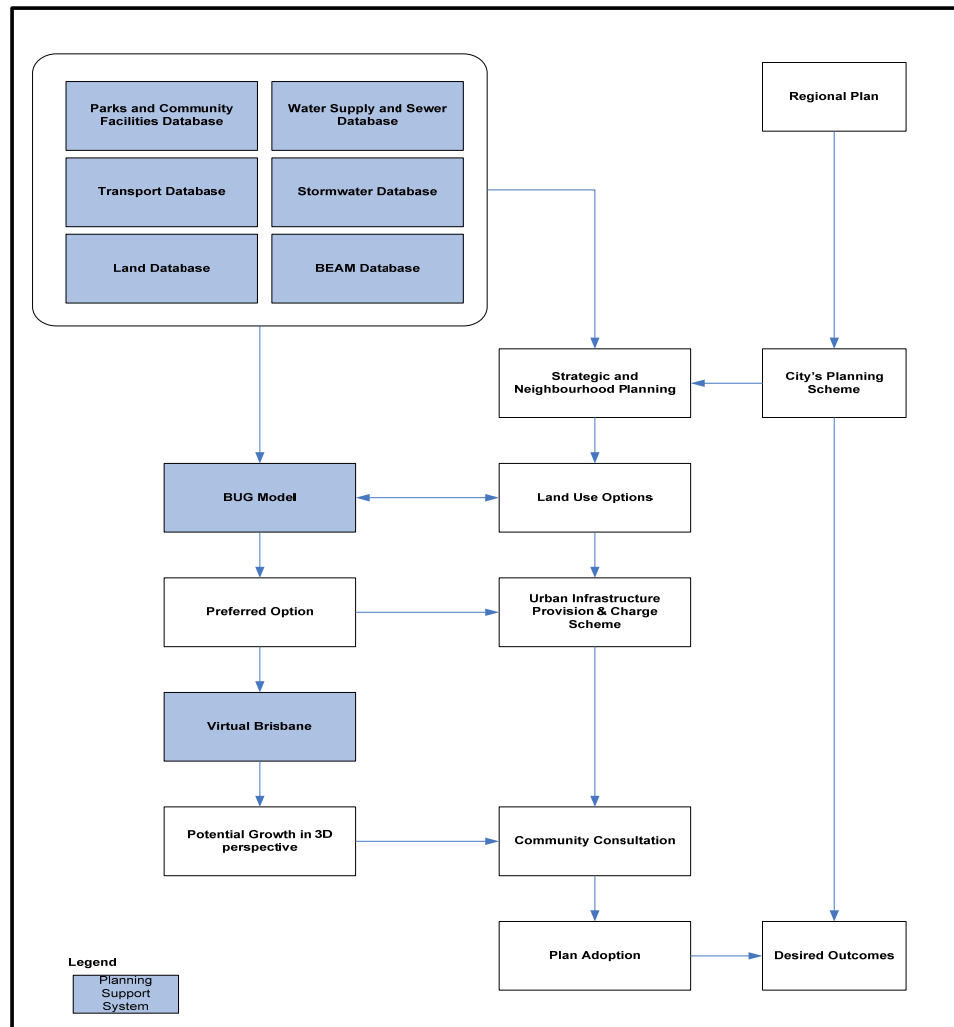 Parks and Community
Facilities Database
Water Supply and Sewer
Database
Regional Plan
Transport Database
Stormwater Database
Land Database
BEAM Database
Strategic and
Neighbourhood Planning
City's Planning
Scheme
BUG Model
Land Use Options
Preferred Option
Urban Infrastructure
Provision & Charge
Scheme
Virtual Brisbane
Potential Growth in 3D
perspective
Community Consultation
Plan Adoption
Desired Outcomes
Legend
Planning
Support
System